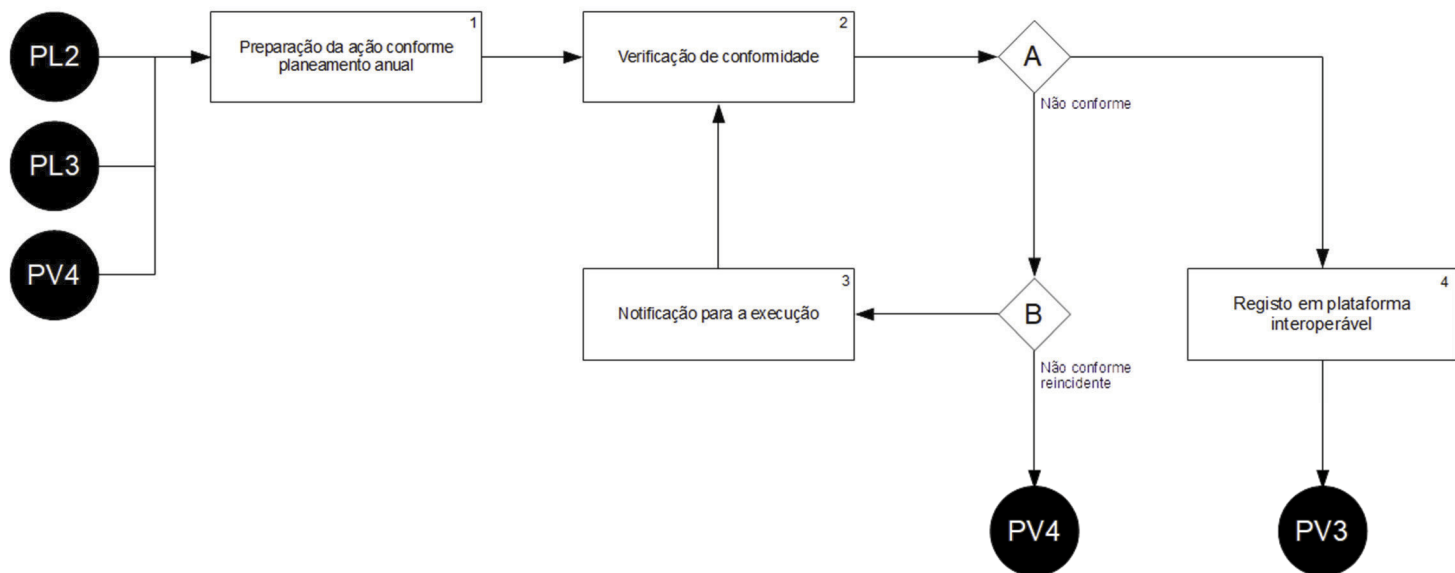 PL2
PL3
PV4
1
Preparação da ação conforme
planeamento anual
2
Verificação de conformidade
A
Não conforme
3
Notificação para a execução
B
Não conforme
reincidente
4
Registo em plataforma
interoperável
PV4
PV3